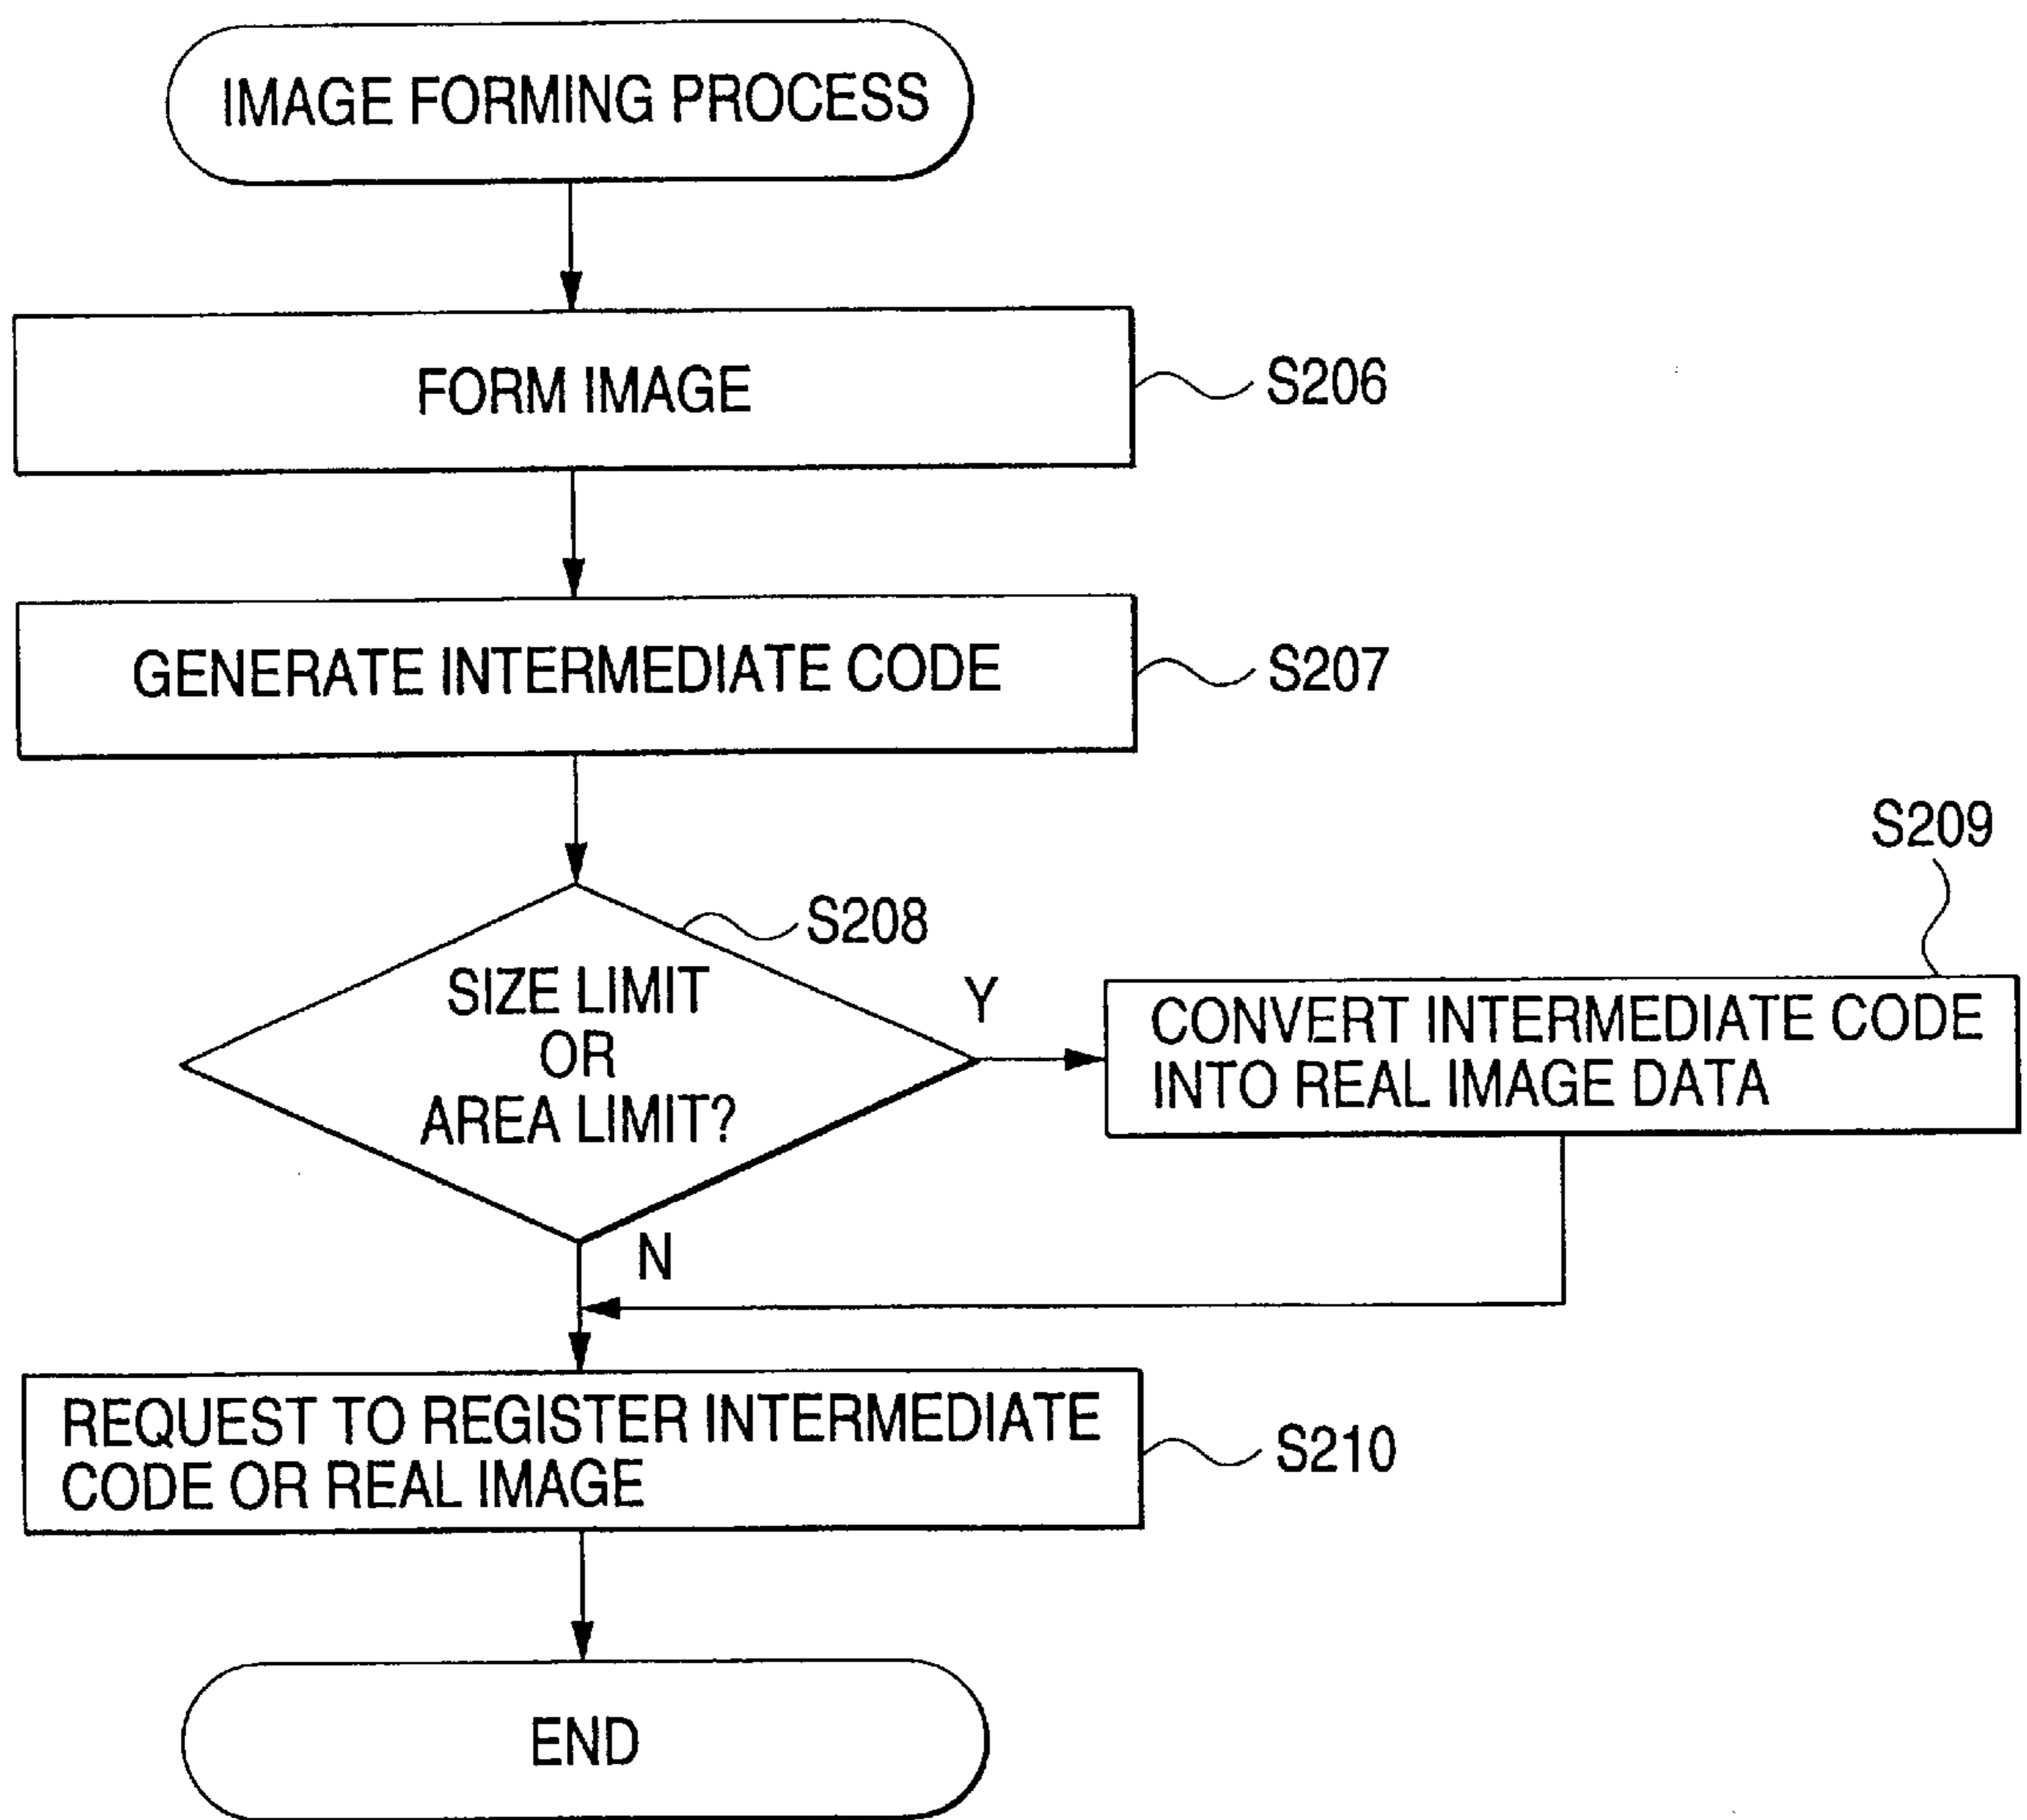 IMAGE FORMING PROCESS
FORM IMAGE
S206
GENERATE INTERMEDIATE CODE
S207
S209
S208
SIZE LIMIT
OR
AREA LIMIT?
Y
CONVERT INTERMEDIATE CODE
INTO REAL IMAGE DATA
N
REQUEST TO REGISTER INTERMEDIATE
CODE OR REAL IMAGE
S210
END